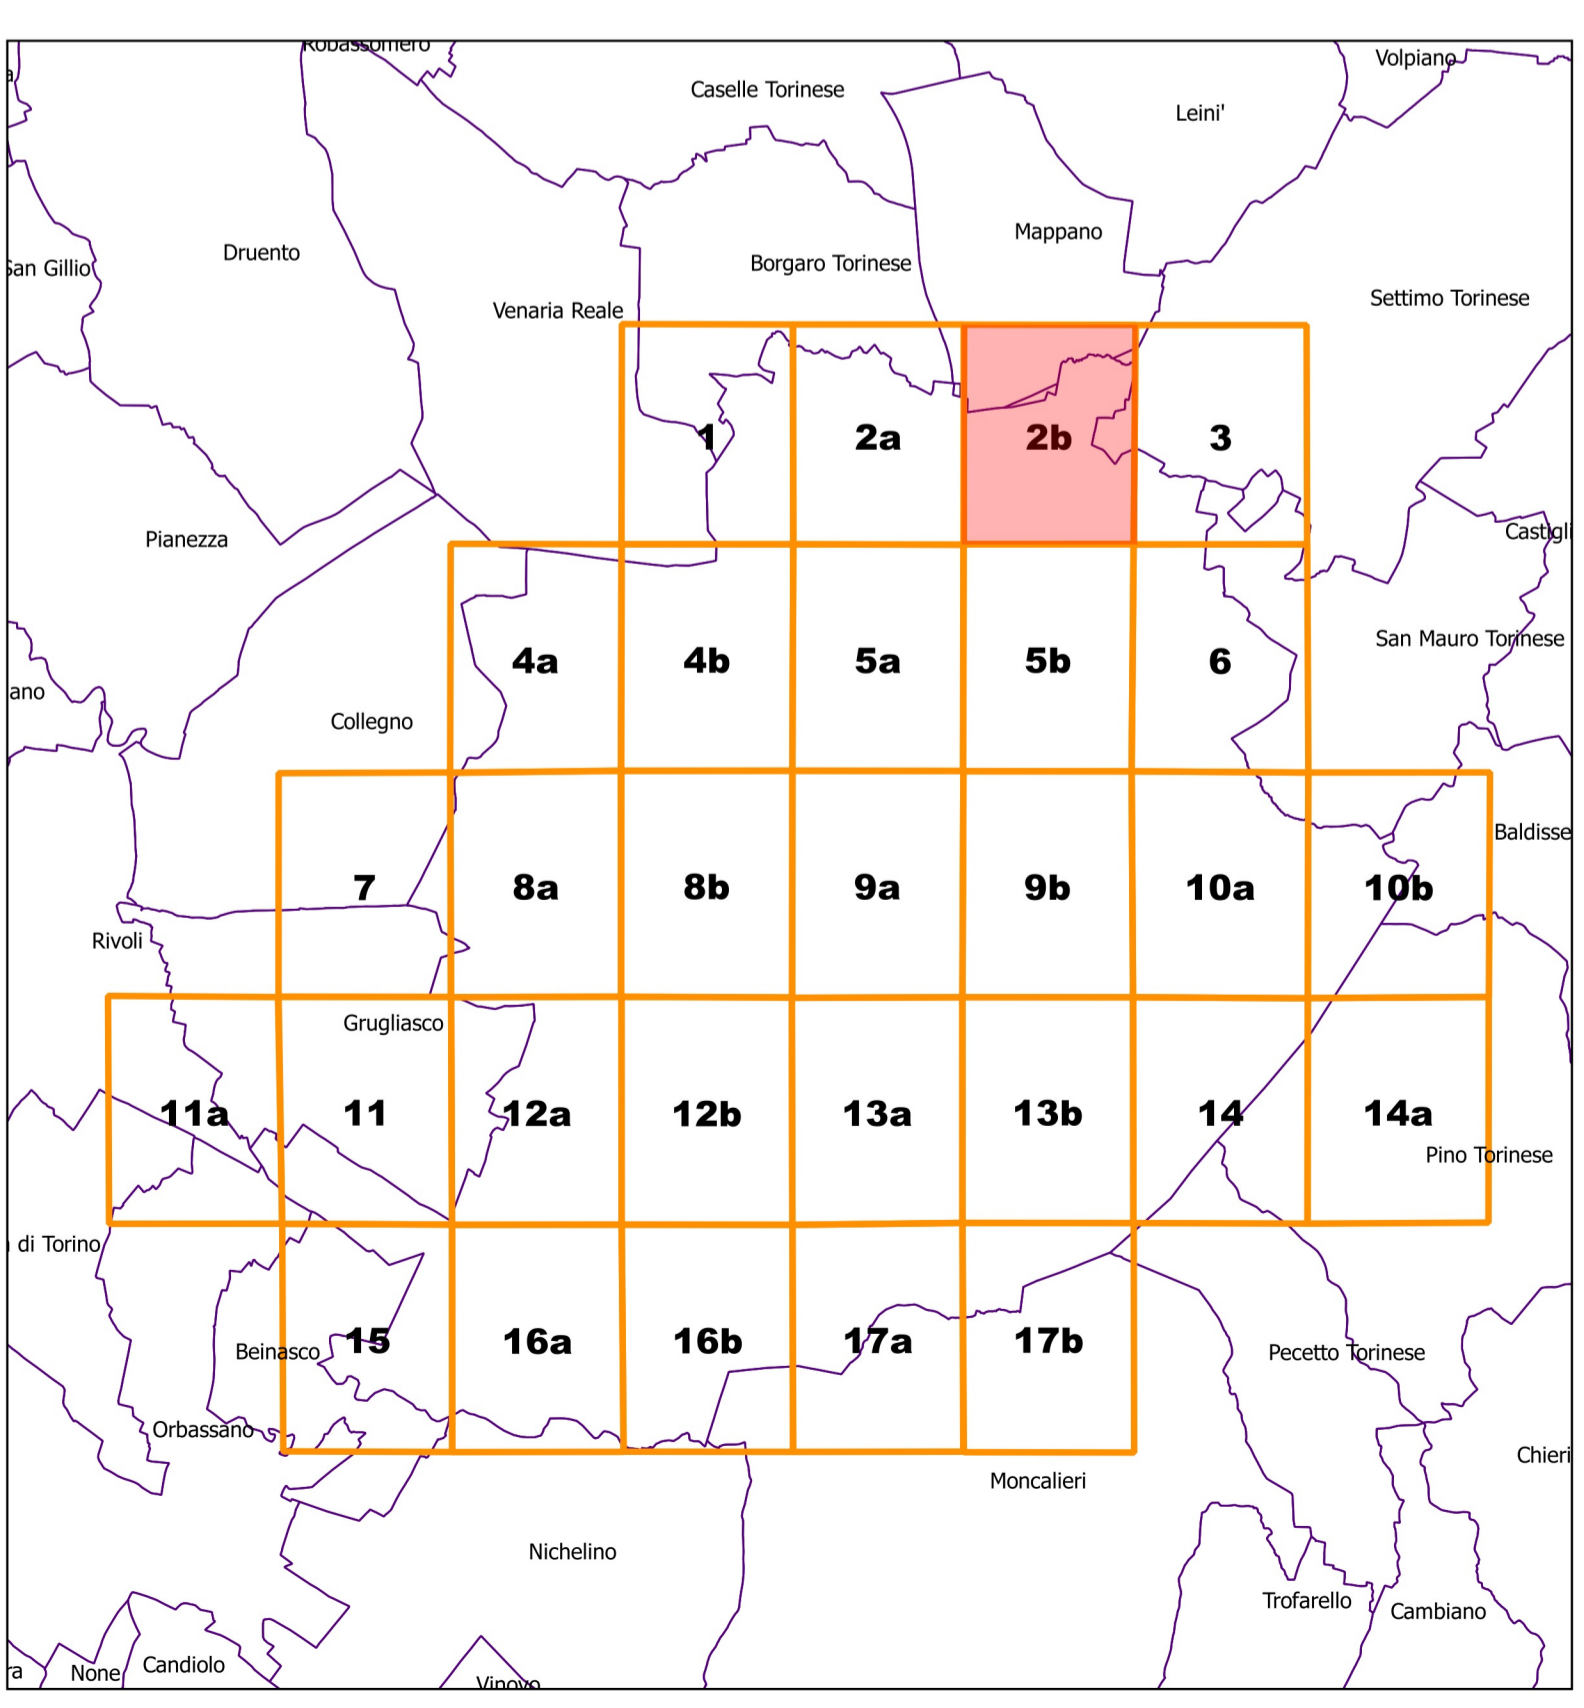 Robassomero
Volpiano
Caselle Torinese
Leini'
Mappano
Druento
Borgaro Torinese
San Gillio
Settimo Torinese
Venaria Reale
1 2a 2b 3
Castigli
Pianezza
San Mauro Torinese
4a 4b 5a 5b 6
ano
Collegno
Baldisse
7 8a 8b 9a 9b 10a 10b
Rivoli
Grugliasco
11a 11 12a 12b 13a 13b 14 14a
Pino Torinese
di Torino
15 16a 16b 17a 17b
Beinasco
Pecetto Torinese
Orbassano
Chieri
Moncalieri
Nichelino
Trofarello
Cambiano
Candiolo
ra
None
Vinovo